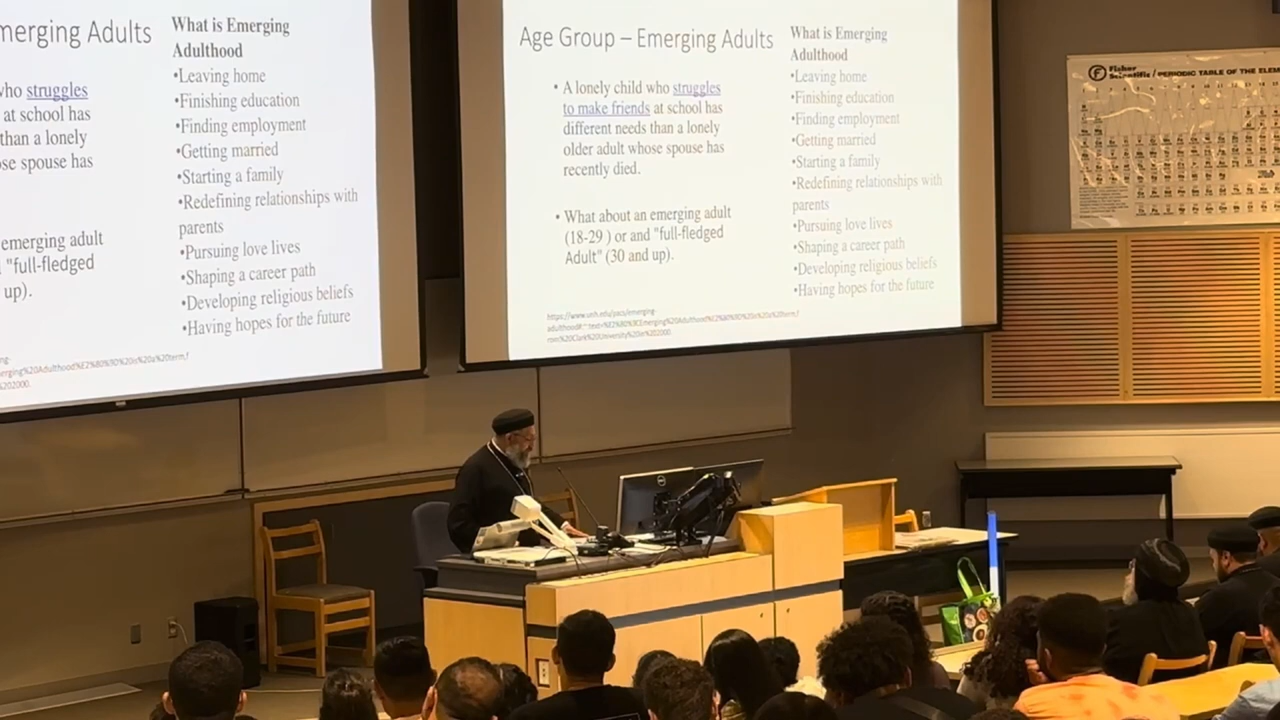 merging Adults
who struggles
at school has
than a lonely
ose spouse has
emerging adult
"full-fledged
up).
What is Emerging
Adulthood
•Leaving home
•Finishing education
•Finding employment
•Getting married
•Starting a family
•Redefining relationships with
parents
•Pursuing love lives
•Shaping a career path
•Developing religious beliefs
•Having hopes for the future
Age Group – Emerging Adults
• A lonely child who struggles
to make friends at school has
different needs than a lonely
older adult whose spouse has
recently died.
• What about an emerging adult
(18-29 ) or and "full-fledged
Adult" (30 and up).
What is Emerging
Adulthood
•Leaving home
•Finishing education
•Finding employment
•Getting married
•Starting a family
•Redefining relationships with
parents
•Pursuing love lives
•Shaping a career path
•Developing religious beliefs
•Having hopes for the future
Fisher
Scientific / PERIODIC TABLE OF THE ELEM
DELL